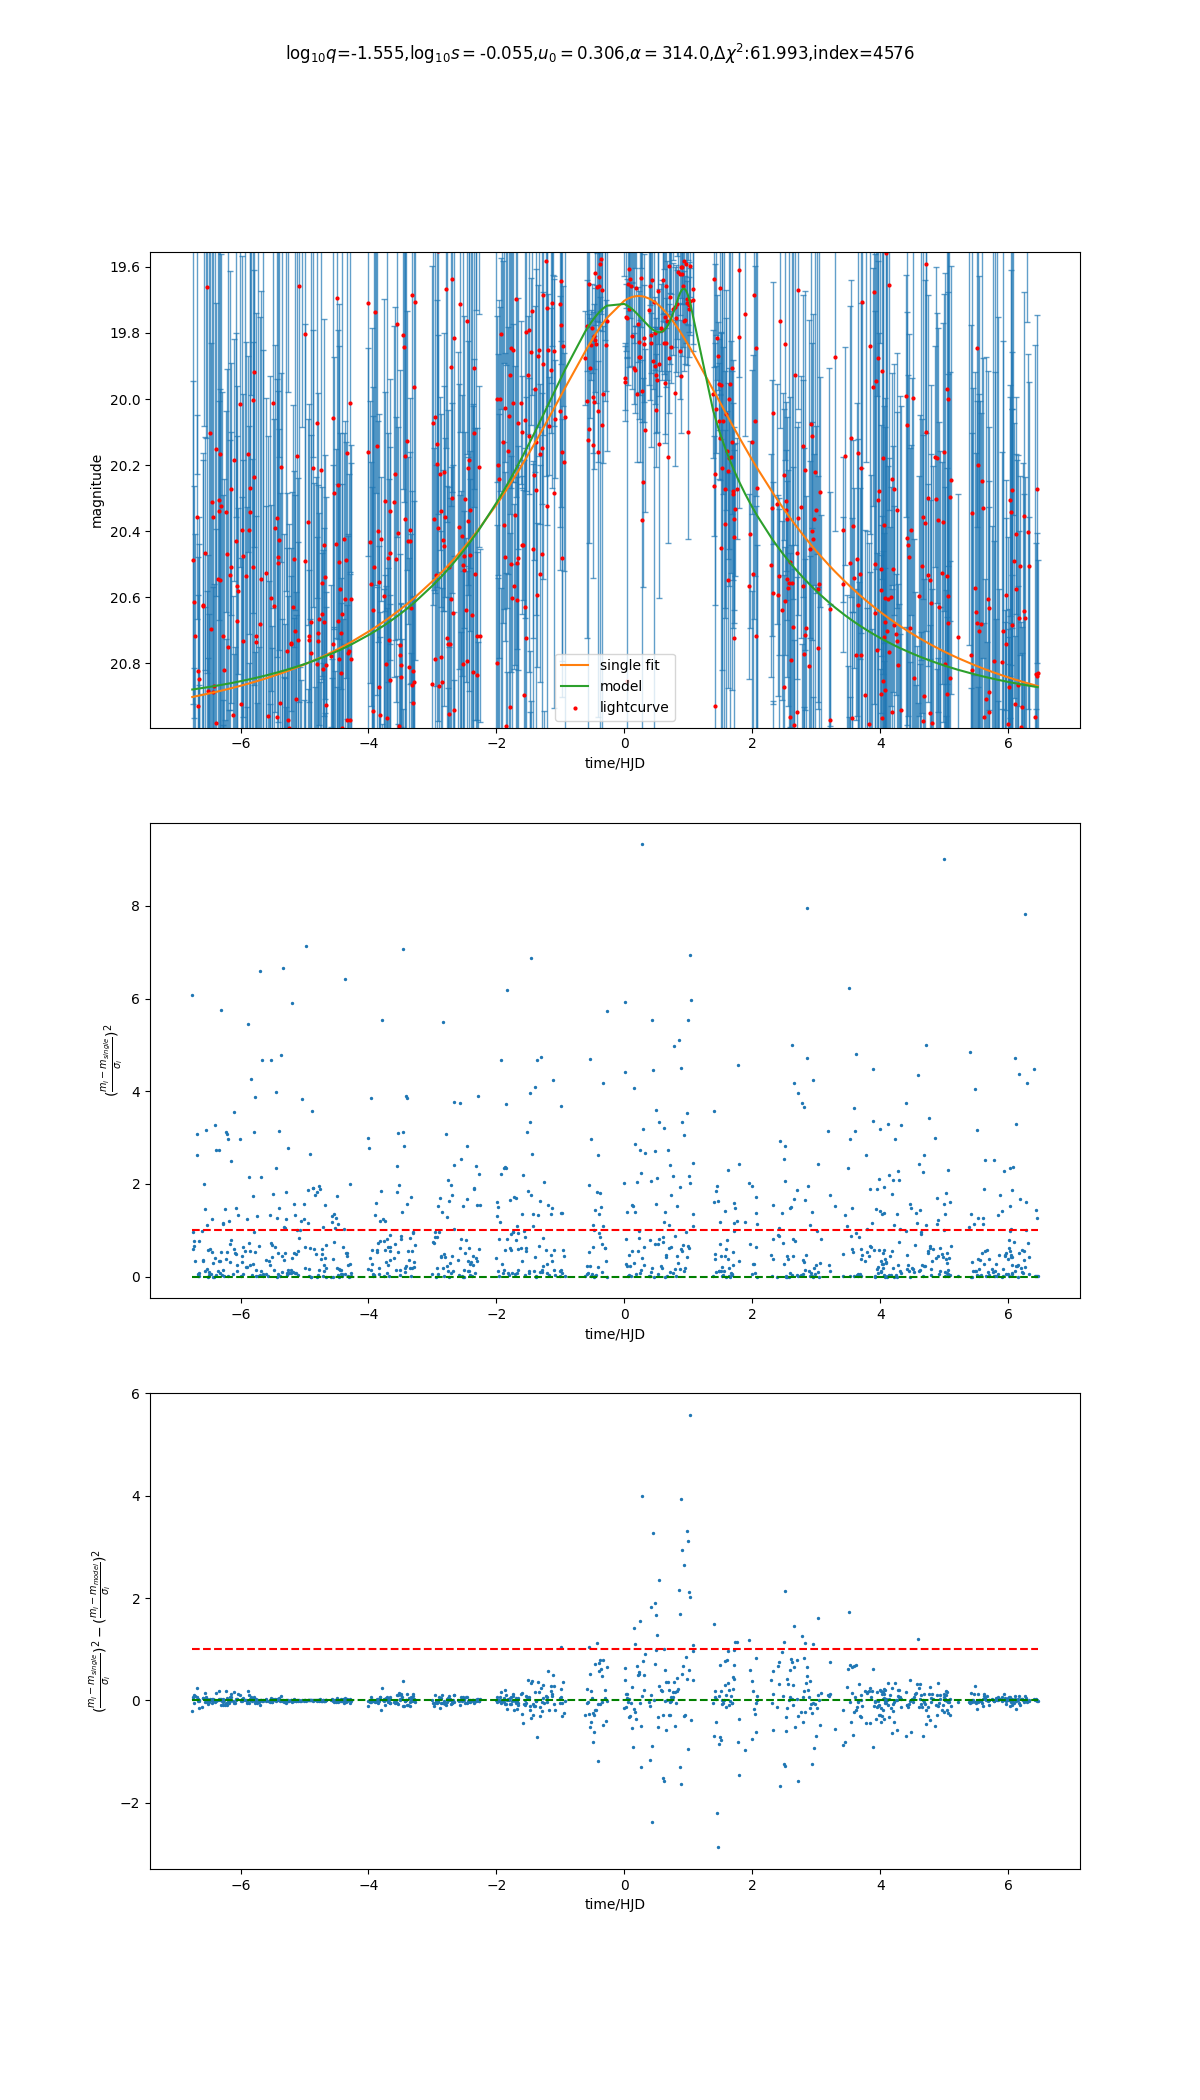 log₁₀q=-1.555,log₁₀s = -0.055,u₀ = 0.306,α = 314.0,Δχ²:61.993,index=4576
19.6
19.8
20.0
20.2
20.4
20.6
20.8
magnitude
single fit
model
lightcurve
−6 −4 −2 0 2 4 6
time/HJD
8
6
4
2
0
((mᵢ − m_single)/σᵢ)²
−6 −4 −2 0 2 4 6
time/HJD
6
4
2
0
−2
((mᵢ − m_single)/σᵢ)² − ((mᵢ − m_model)/σᵢ)²
−6 −4 −2 0 2 4 6
time/HJD